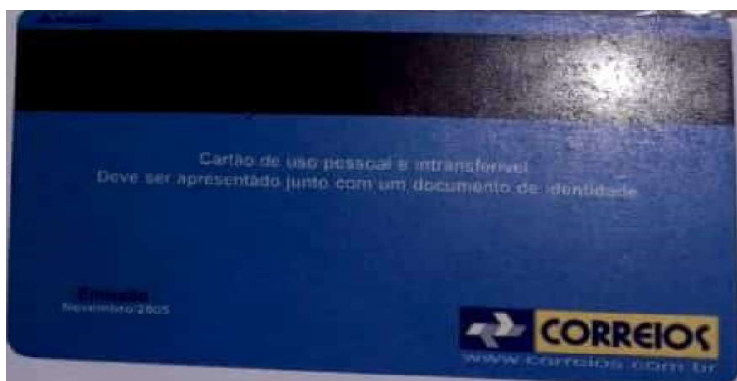 Cartão de uso pessoal e intransferível
Deve ser apresentado junto com um documento de identidade
Emissão
Novembro/2005
CORREIOS
www.correios.com.br